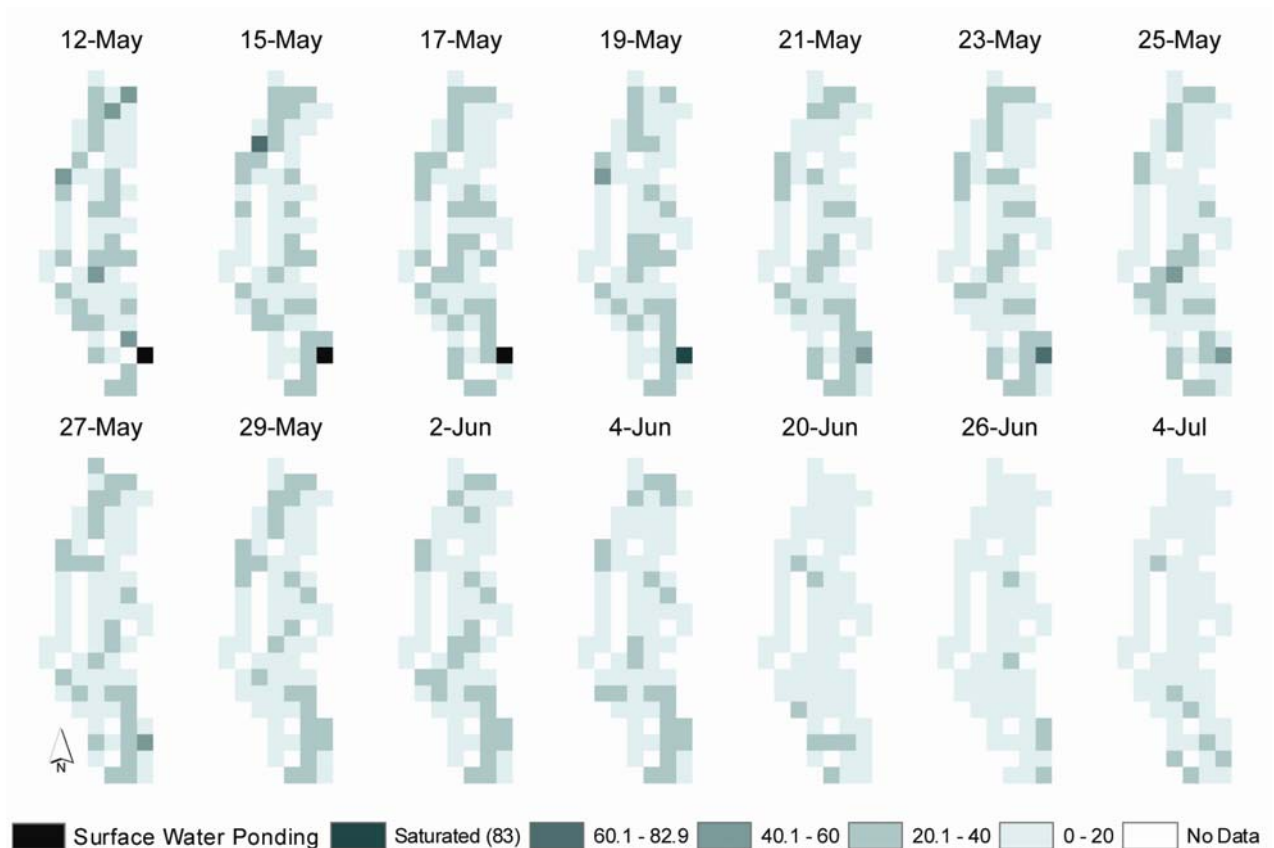 12-May 15-May 17-May 19-May 21-May 23-May 25-May
27-May 29-May 2-Jun 4-Jun 20-Jun 26-Jun 4-Jul
N
Surface Water Ponding Saturated (83) 60.1 - 82.9 40.1 - 60 20.1 - 40 0 - 20 No Data